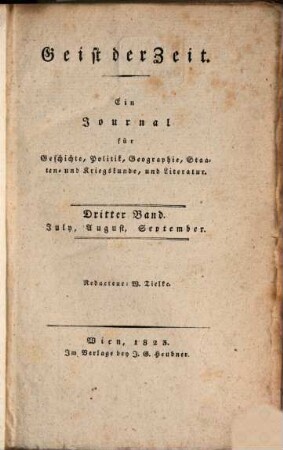 Geist der Zeit.
Ein
Journal
für
Geschichte, Politik, Geographie, Staa-
ten- und Kriegskunde, und Literatur.
Dritter Band.
July, August, September.
Redacteur: W. Tielke.
Wien, 1823.
Im Verlage bey J. G. Heubner.